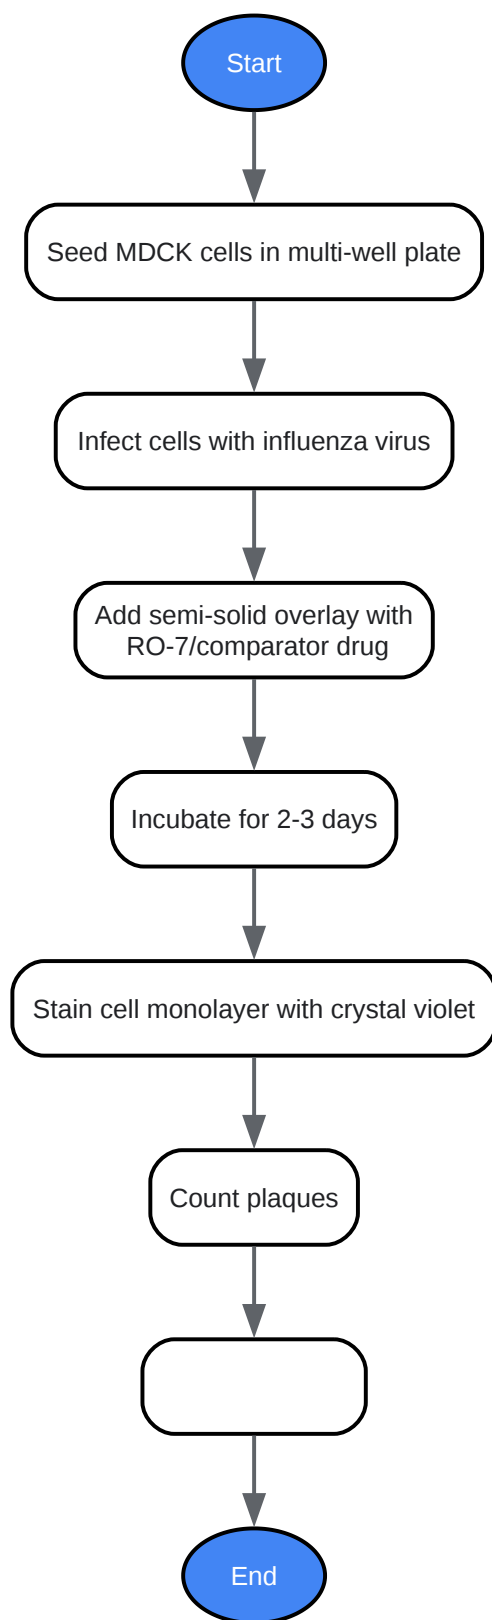 Start
Seed MDCK cells in multi-well plate
Infect cells with influenza virus
Add semi-solid overlay with
RO-7/comparator drug
Incubate for 2-3 days
Stain cell monolayer with crystal violet
Count plaques
End